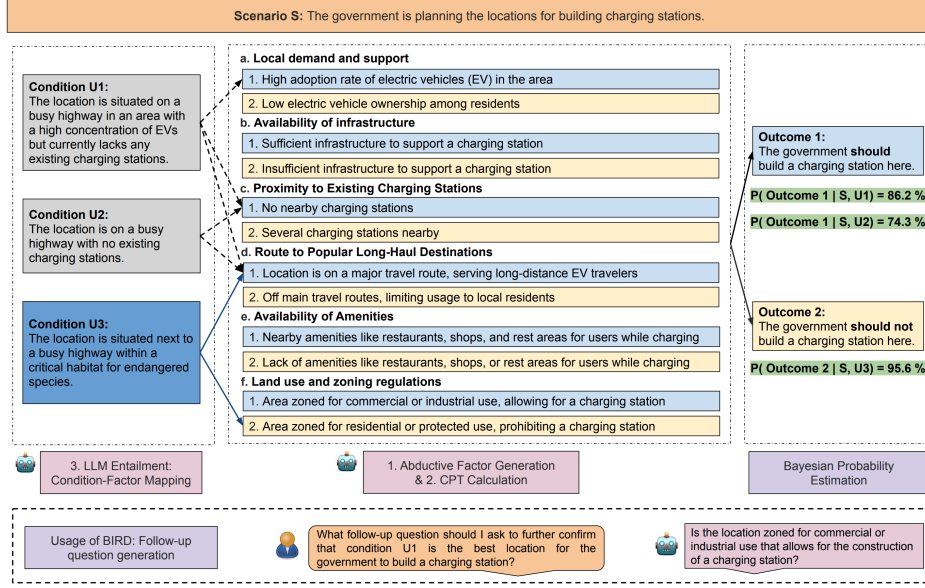 Scenario S: The government is planning the locations for building charging stations.
Condition U1:
The location is situated on a
busy highway in an area with
a high concentration of EVs
but currently lacks any
existing charging stations.
Condition U2:
The location is on a busy
highway with no existing
charging stations.
Condition U3:
The location is situated next to
a busy highway within a
critical habitat for endangered
species.
a. Local demand and support
1. High adoption rate of electric vehicles (EV) in the area
2. Low electric vehicle ownership among residents
b. Availability of infrastructure
1. Sufficient infrastructure to support a charging station
2. Insufficient infrastructure to support a charging station
c. Proximity to Existing Charging Stations
1. No nearby charging stations
2. Several charging stations nearby
d. Route to Popular Long-Haul Destinations
1. Location is on a major travel route, serving long-distance EV travelers
2. Off main travel routes, limiting usage to local residents
e. Availability of Amenities
1. Nearby amenities like restaurants, shops, and rest areas for users while charging
2. Lack of amenities like restaurants, shops, or rest areas for users while charging
f. Land use and zoning regulations
1. Area zoned for commercial or industrial use, allowing for a charging station
2. Area zoned for residential or protected use, prohibiting a charging station
Outcome 1:
The government should
build a charging station here.
P( Outcome 1 | S, U1) = 86.2 %
P( Outcome 1 | S, U2) = 74.3 %
Outcome 2:
The government should not
build a charging station here.
P( Outcome 2 | S, U3) = 95.6 %
3. LLM Entailment:
Condition-Factor Mapping
1. Abductive Factor Generation
& 2. CPT Calculation
Bayesian Probability
Estimation
Usage of BIRD: Follow-up
question generation
What follow-up question should I ask to further confirm
that condition U1 is the best location for the
government to build a charging station?
Is the location zoned for commercial or
industrial use that allows for the construction
of a charging station?